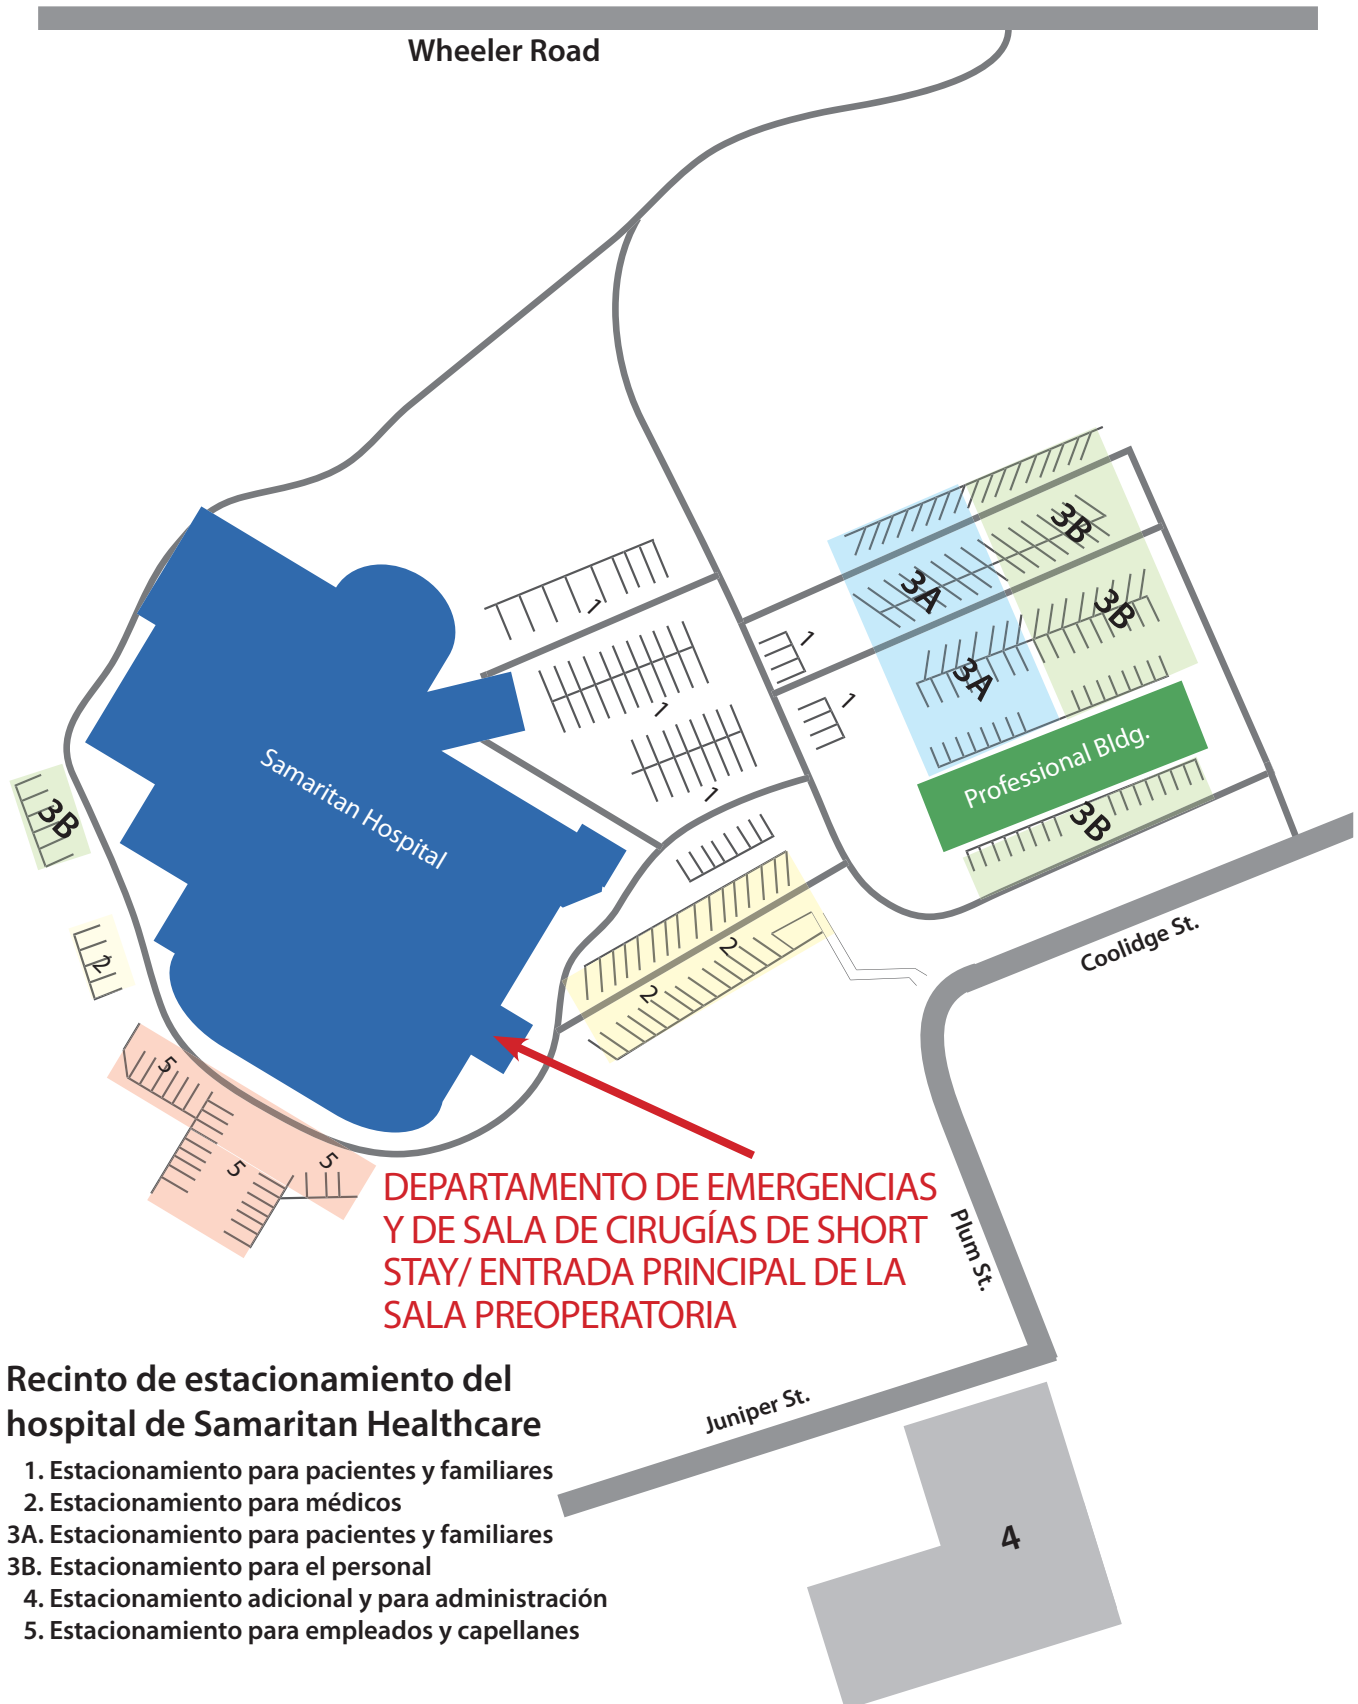 Wheeler Road
3B
3A
3B
3A
1
1
1
1
1
Professional Bldg.
3B
Samaritan Hospital
3B
2
2
2
Coolidge St.
5
5
5
DEPARTAMENTO DE EMERGENCIAS
Y DE SALA DE CIRUGÍAS DE SHORT
STAY/ ENTRADA PRINCIPAL DE LA
SALA PREOPERATORIA
Plum St.
Juniper St.
4
Recinto de estacionamiento del
hospital de Samaritan Healthcare
1. Estacionamiento para pacientes y familiares
2. Estacionamiento para médicos
3A. Estacionamiento para pacientes y familiares
3B. Estacionamiento para el personal
4. Estacionamiento adicional y para administración
5. Estacionamiento para empleados y capellanes